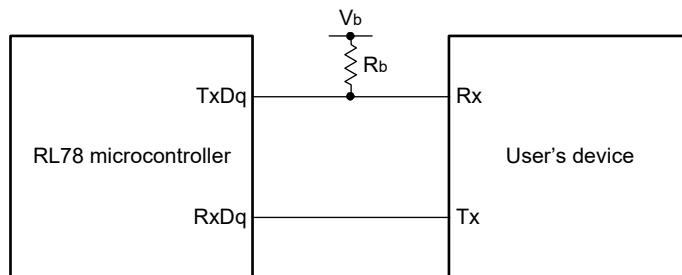 Vb
Rb
TxDq
Rx
RL78 microcontroller
User’s device
RxDq
Tx